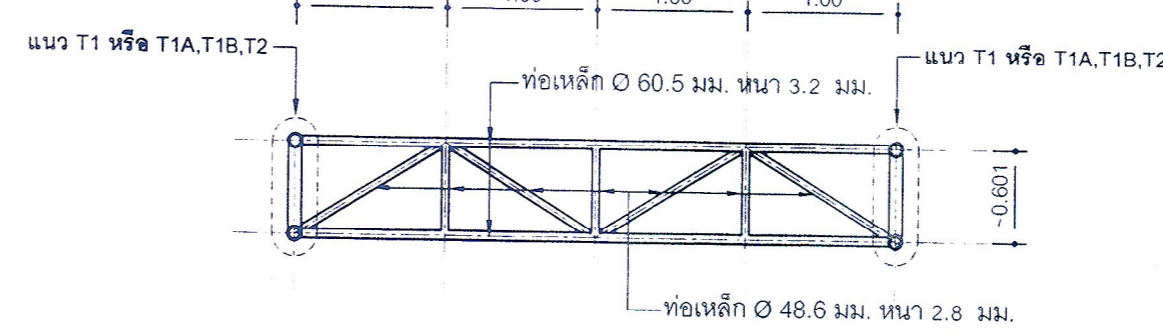 1.00
แนว T1 หรือ T1A,T1B,T2
แนว T1 หรือ T1A,T1B,T2
ท่อเหล็ก Ø 60.5 มม. หนา 3.2 มม.
~0.601
ท่อเหล็ก Ø 48.6 มม. หนา 2.8 มม.